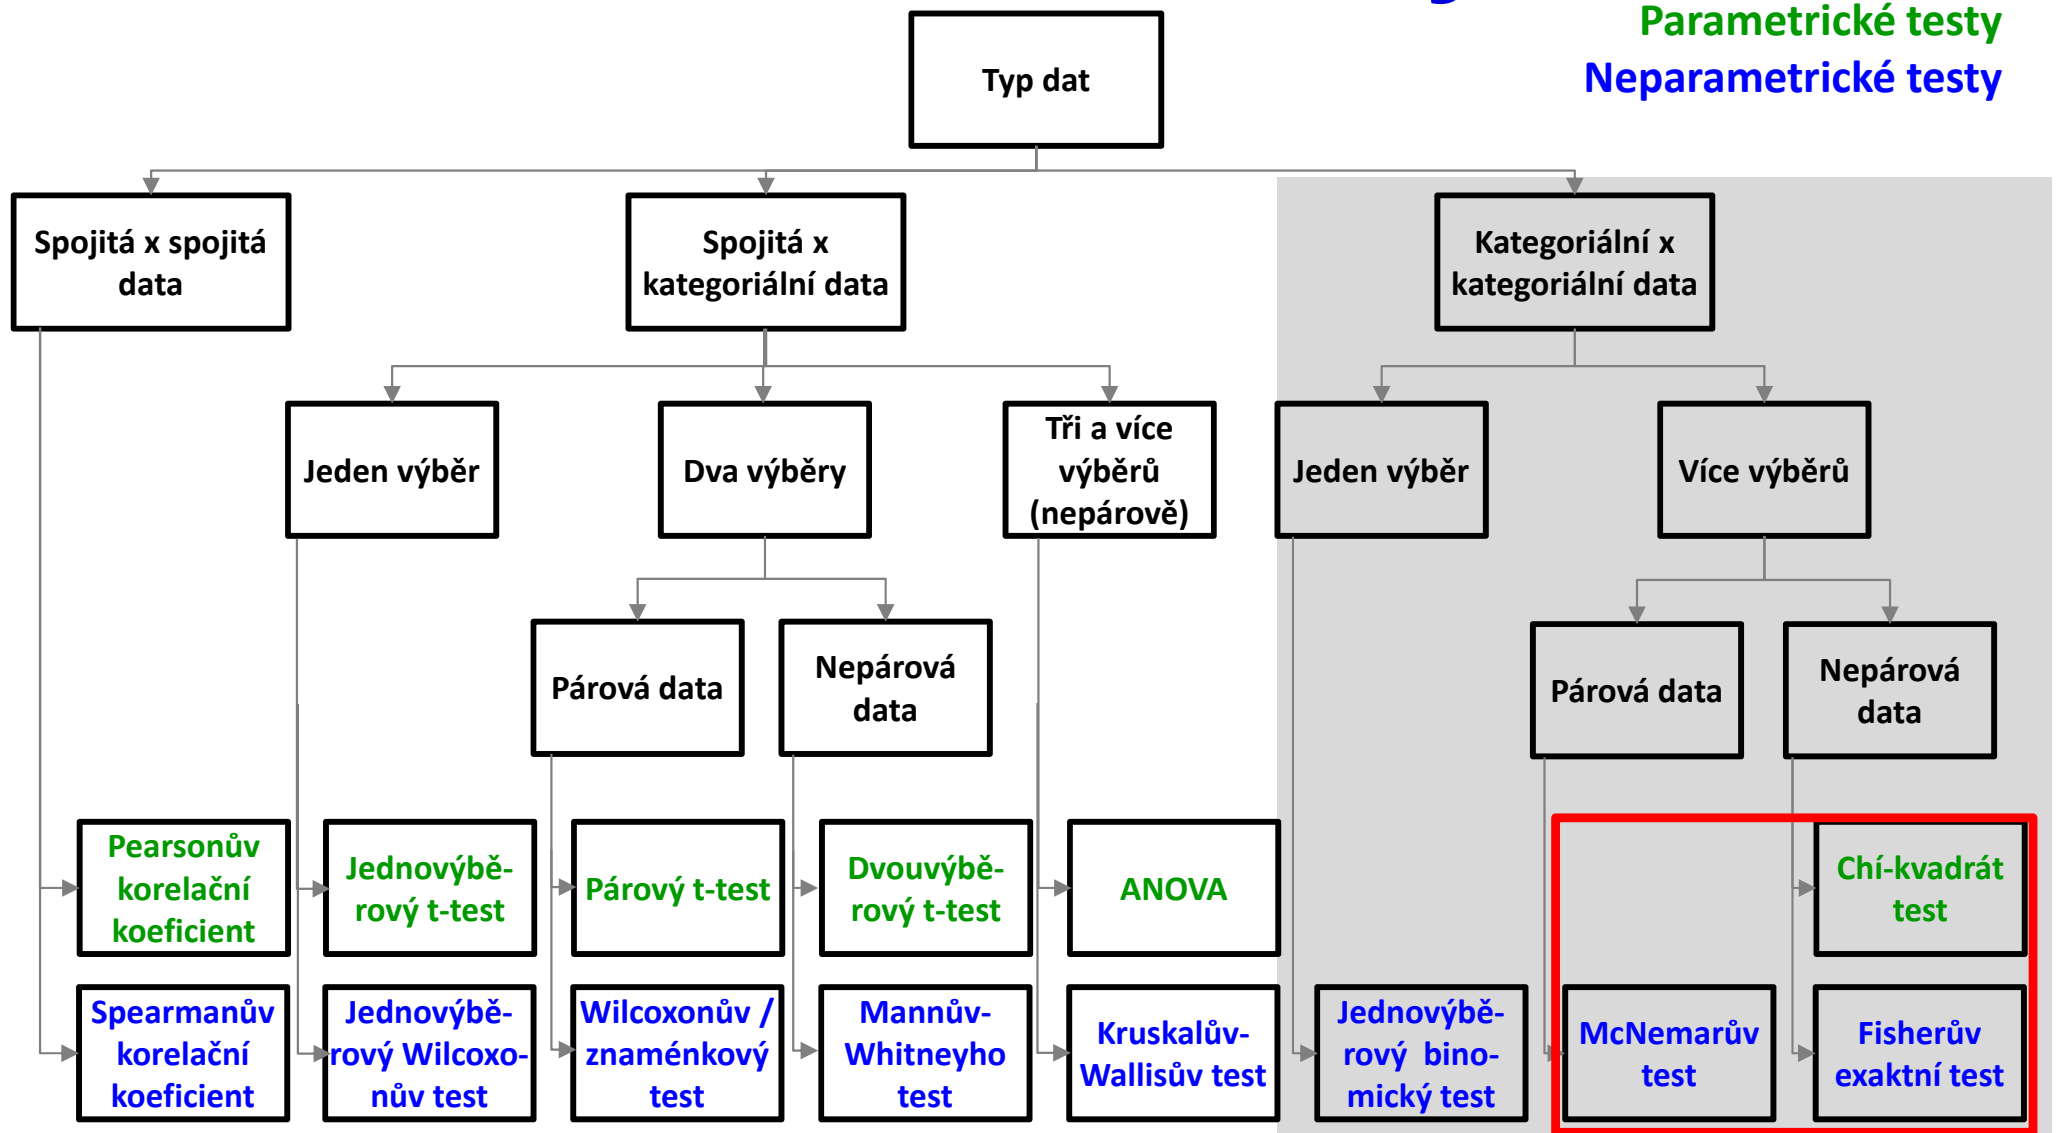 Parametrické testy
Neparametrické testy
Typ dat
Spojitá x spojitá
data
Spojitá x
kategoriální data
Kategoriální x
kategoriální data
Jeden výběr
Dva výběry
Tři a více
výběrů
(nepárově)
Jeden výběr
Více výběrů
Párová data
Nepárová
data
Párová data
Nepárová
data
Pearsonův
korelační
koeficient
Jednovýbě-
rový t-test
Párový t-test
Dvouvýbě-
rový t-test
ANOVA
Chí-kvadrát
test
Spearmanův
korelační
koeficient
Jednovýbě-
rový Wilcoxo-
nův test
Wilcoxonův /
znaménkový
test
Mannův-
Whitneyho
test
Kruskalův-
Wallisův test
Jednovýbě-
rový bino-
mický test
McNemarův
test
Fisherův
exaktní test